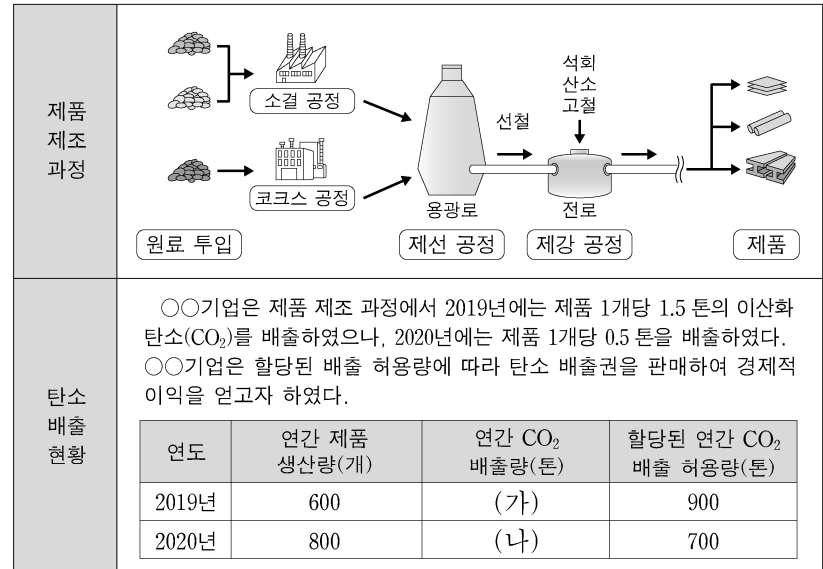 제품
제조
과정
소결 공정
코크스 공정
원료 투입
선철
용광로
제선 공정
석회
산소
고철
전로
제강 공정
제품
탄소
배출
현황
○○기업은 제품 제조 과정에서 2019년에는 제품 1개당 1.5 톤의 이산화
탄소(CO₂)를 배출하였으나, 2020년에는 제품 1개당 0.5 톤을 배출하였다.
○○기업은 할당된 배출 허용량에 따라 탄소 배출권을 판매하여 경제적
이익을 얻고자 하였다.
연도
연간 제품
생산량(개)
연간 CO₂
배출량(톤)
할당된 연간 CO₂
배출 허용량(톤)
2019년 600 (가) 900
2020년 800 (나) 700